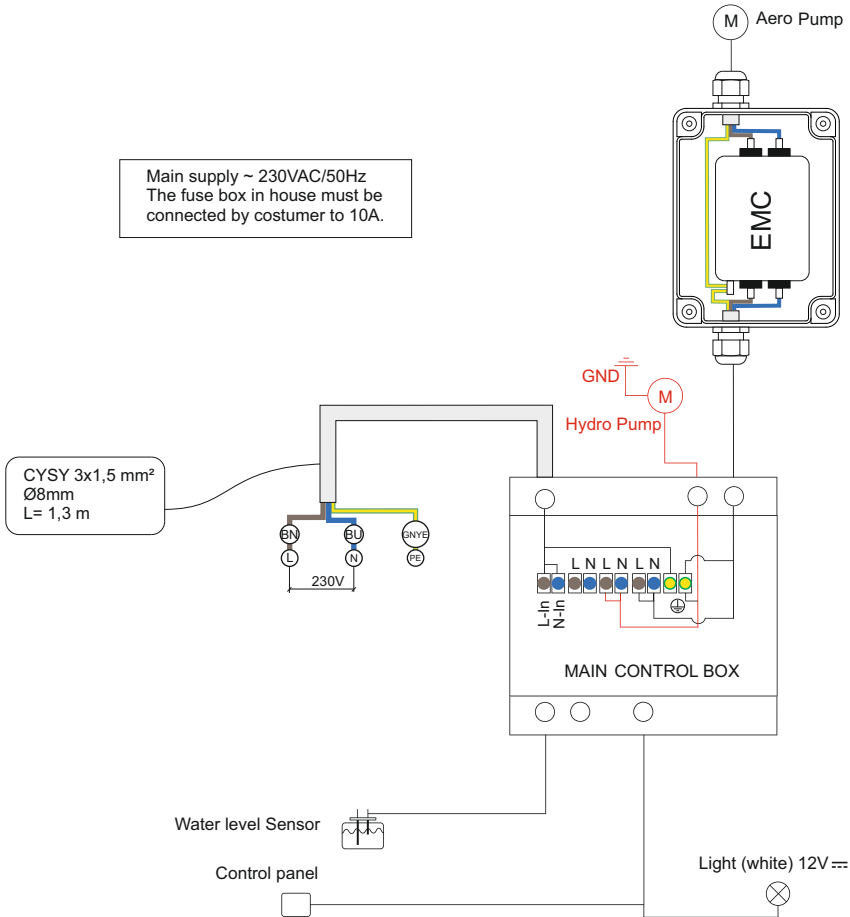 M
Aero Pump
Main supply ~ 230VAC/50Hz
The fuse box in house must be
connected by costumer to 10A.
EMC
GND
M
Hydro Pump
CYSY 3x1,5 mm²
Ø8mm
L= 1,3 m
BN
BU
GNYE
L
N
PE
230V
L N L N L N
L-In
N-In
MAIN CONTROL BOX
Water level Sensor
Control panel
Light (white) 12V